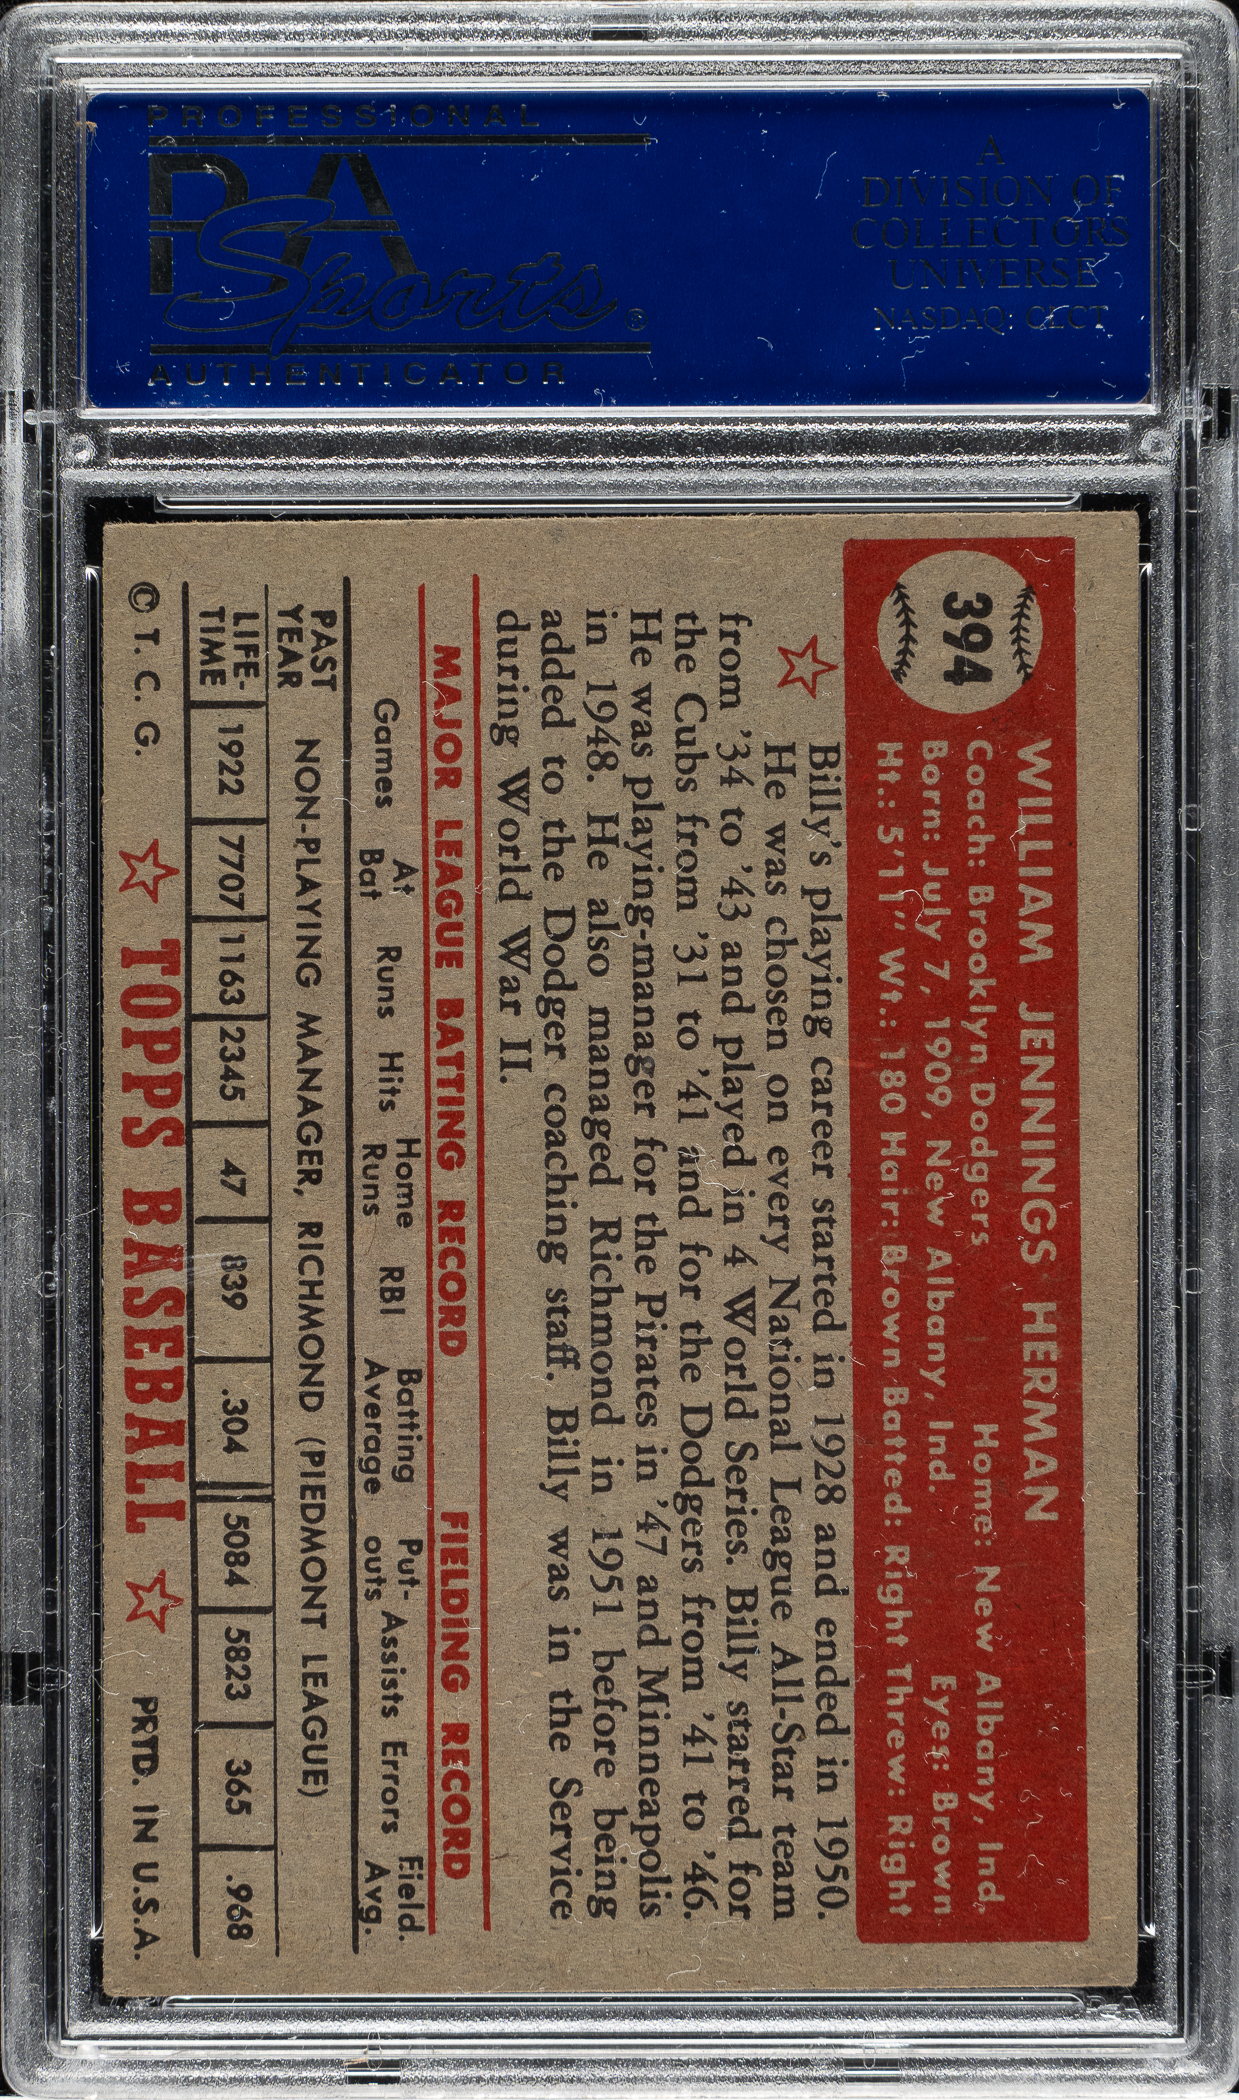 PROFESSIONAL
PSA
Sports®
AUTHENTICATOR
A
DIVISION OF
COLLECTORS
UNIVERSE
NASDAQ: CLCT
394
WILLIAM JENNINGS HERMAN
Coach: Brooklyn Dodgers Home: New Albany, Ind.
Born: July 7, 1909, New Albany, Ind. Eyes: Brown
Ht.: 5'11" Wt.: 180 Hair: Brown Batted: Right Threw: Right
Billy's playing career started in 1928 and ended in 1950.
He was chosen on every National League All-Star team
from '34 to '43 and played in 4 World Series. Billy starred for
the Cubs from '31 to '41 and for the Dodgers from '41 to '46.
He was playing-manager for the Pirates in '47 and Minneapolis
in 1948. He also managed Richmond in 1951 before being
added to the Dodger coaching staff. Billy was in the Service
during World War II.
MAJOR LEAGUE BATTING RECORD FIELDING RECORD
Games At Bat Runs Hits Home Runs RBI Batting Average Put-outs Assists Errors Field. Avg.
PAST YEAR NON-PLAYING MANAGER, RICHMOND (PIEDMONT LEAGUE)
LIFE-TIME 1922 7707 1163 2345 47 839 .304 5084 5823 365 .968
© T. C. G. TOPPS BASEBALL PRTD. IN U.S.A.